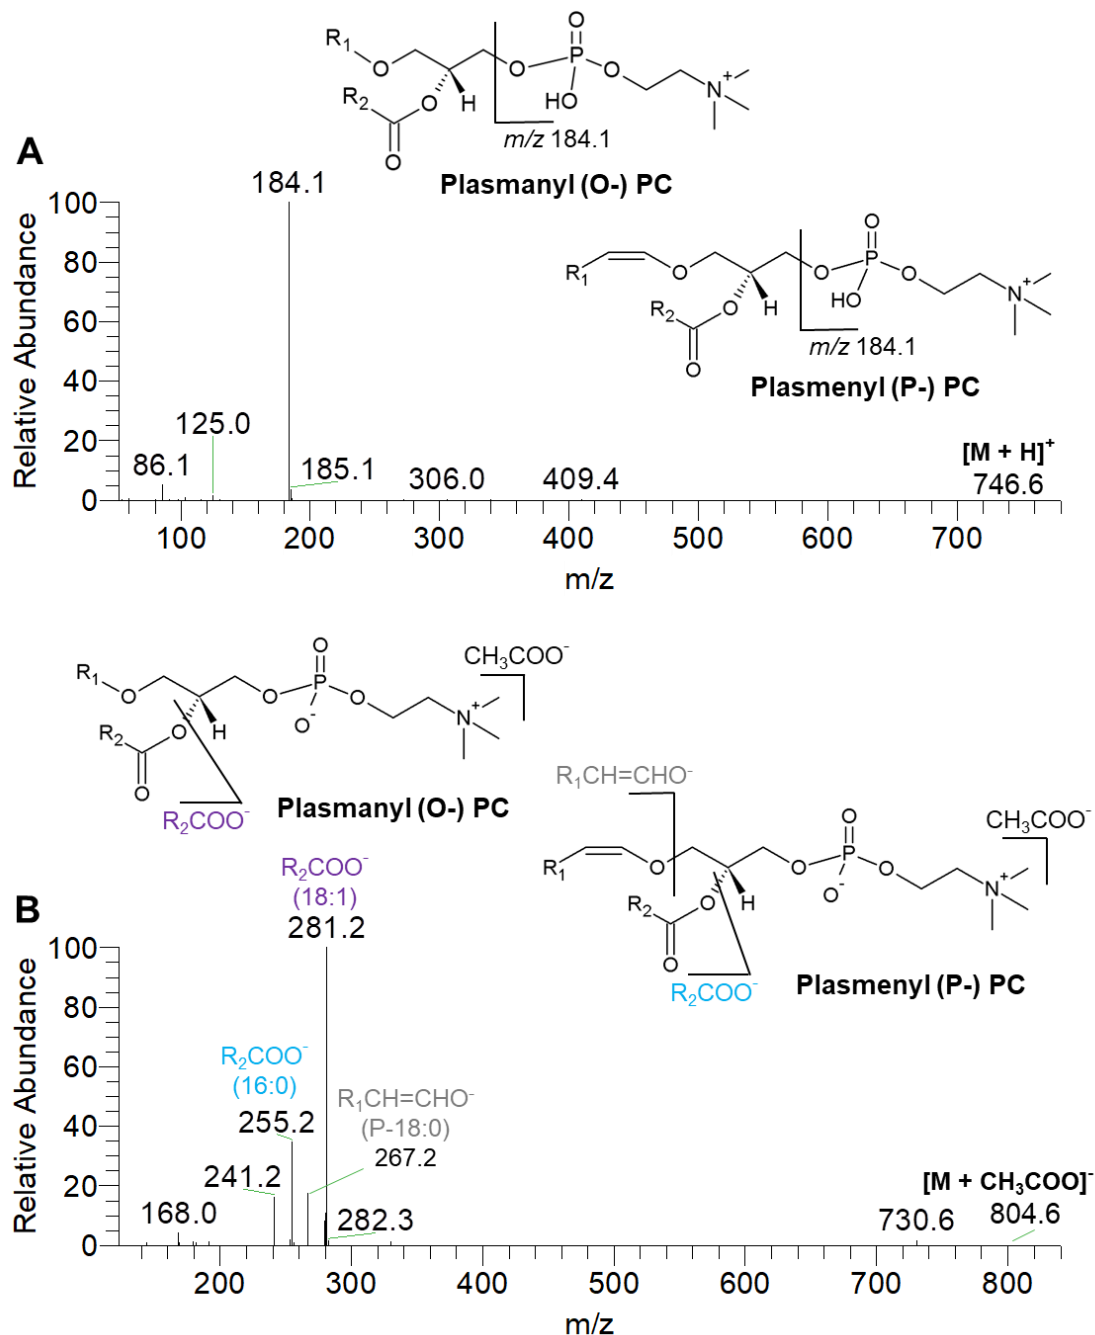 R₁
O
O
P
O
O
N⁺
HO
H
R₂
O
O
m/z 184.1
Plasmanyl (O-) PC
A
184.1
Relative Abundance
100
80
60
40
20
0
125.0
86.1
185.1
306.0
409.4
[M + H]⁺
746.6
O
R₁
O
O
P
O
HO
N⁺
R₂
O
H
O
m/z 184.1
Plasmenyl (P-) PC
100
200
300
400
500
600
700
m/z
O
CH₃COO⁻
R₁
O
O
P
O
O⁻
N⁺
R₂
O
H
O
R₂COO⁻
Plasmanyl (O-) PC
R₁CH=CHO⁻
O
CH₃COO⁻
R₁
O
O
P
O
O⁻
N⁺
R₂
O
H
O
R₂COO⁻
Plasmenyl (P-) PC
B
R₂COO⁻
(18:1)
281.2
Relative Abundance
100
80
60
40
20
0
R₂COO⁻
(16:0)
255.2
R₁CH=CHO⁻
(P-18:0)
267.2
241.2
168.0
282.3
[M + CH₃COO]⁻
730.6
804.6
200
300
400
500
600
700
800
m/z